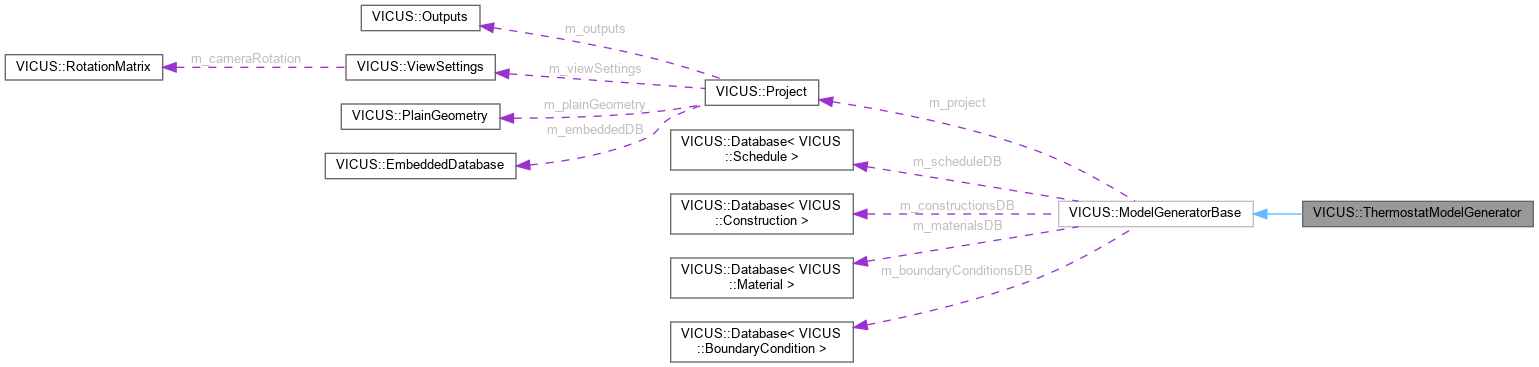 VICUS::Outputs
m_outputs
VICUS::RotationMatrix
m_cameraRotation
VICUS::ViewSettings
m_viewSettings
VICUS::Project
m_project
VICUS::PlainGeometry
m_plainGeometry
m_embeddedDB
VICUS::EmbeddedDatabase
VICUS::Database< VICUS
::Schedule >
m_scheduleDB
VICUS::Database< VICUS
::Construction >
m_constructionsDB
VICUS::ModelGeneratorBase
VICUS::ThermostatModelGenerator
m_materialsDB
VICUS::Database< VICUS
::Material >
m_boundaryConditionsDB
VICUS::Database< VICUS
::BoundaryCondition >